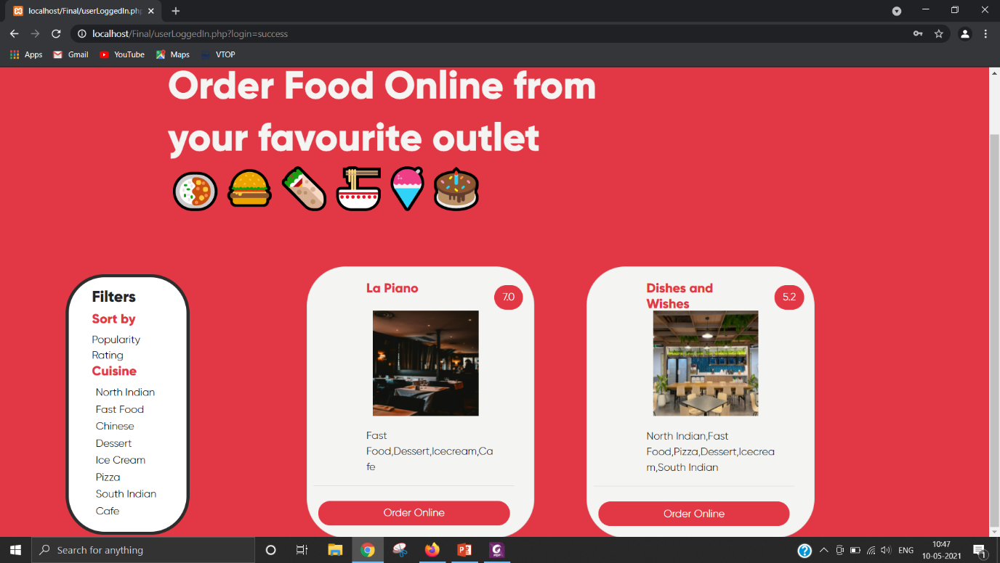 localhost/Final/userLoggedIn.php
localhost/Final/userLoggedIn.php?login=success
Apps
Gmail
YouTube
Maps
VTOP
Order Food Online from
your favourite outlet
Filters
Sort by
Popularity
Rating
Cuisine
North Indian
Fast Food
Chinese
Dessert
Ice Cream
Pizza
South Indian
Cafe
La Piano
7.0
Fast
Food,Dessert,Icecream,Ca
fe
Order Online
Dishes and
Wishes
5.2
North Indian,Fast
Food,Pizza,Dessert,Icecrea
m,South Indian
Order Online
Search for anything
ENG
10:47
10-05-2021
1